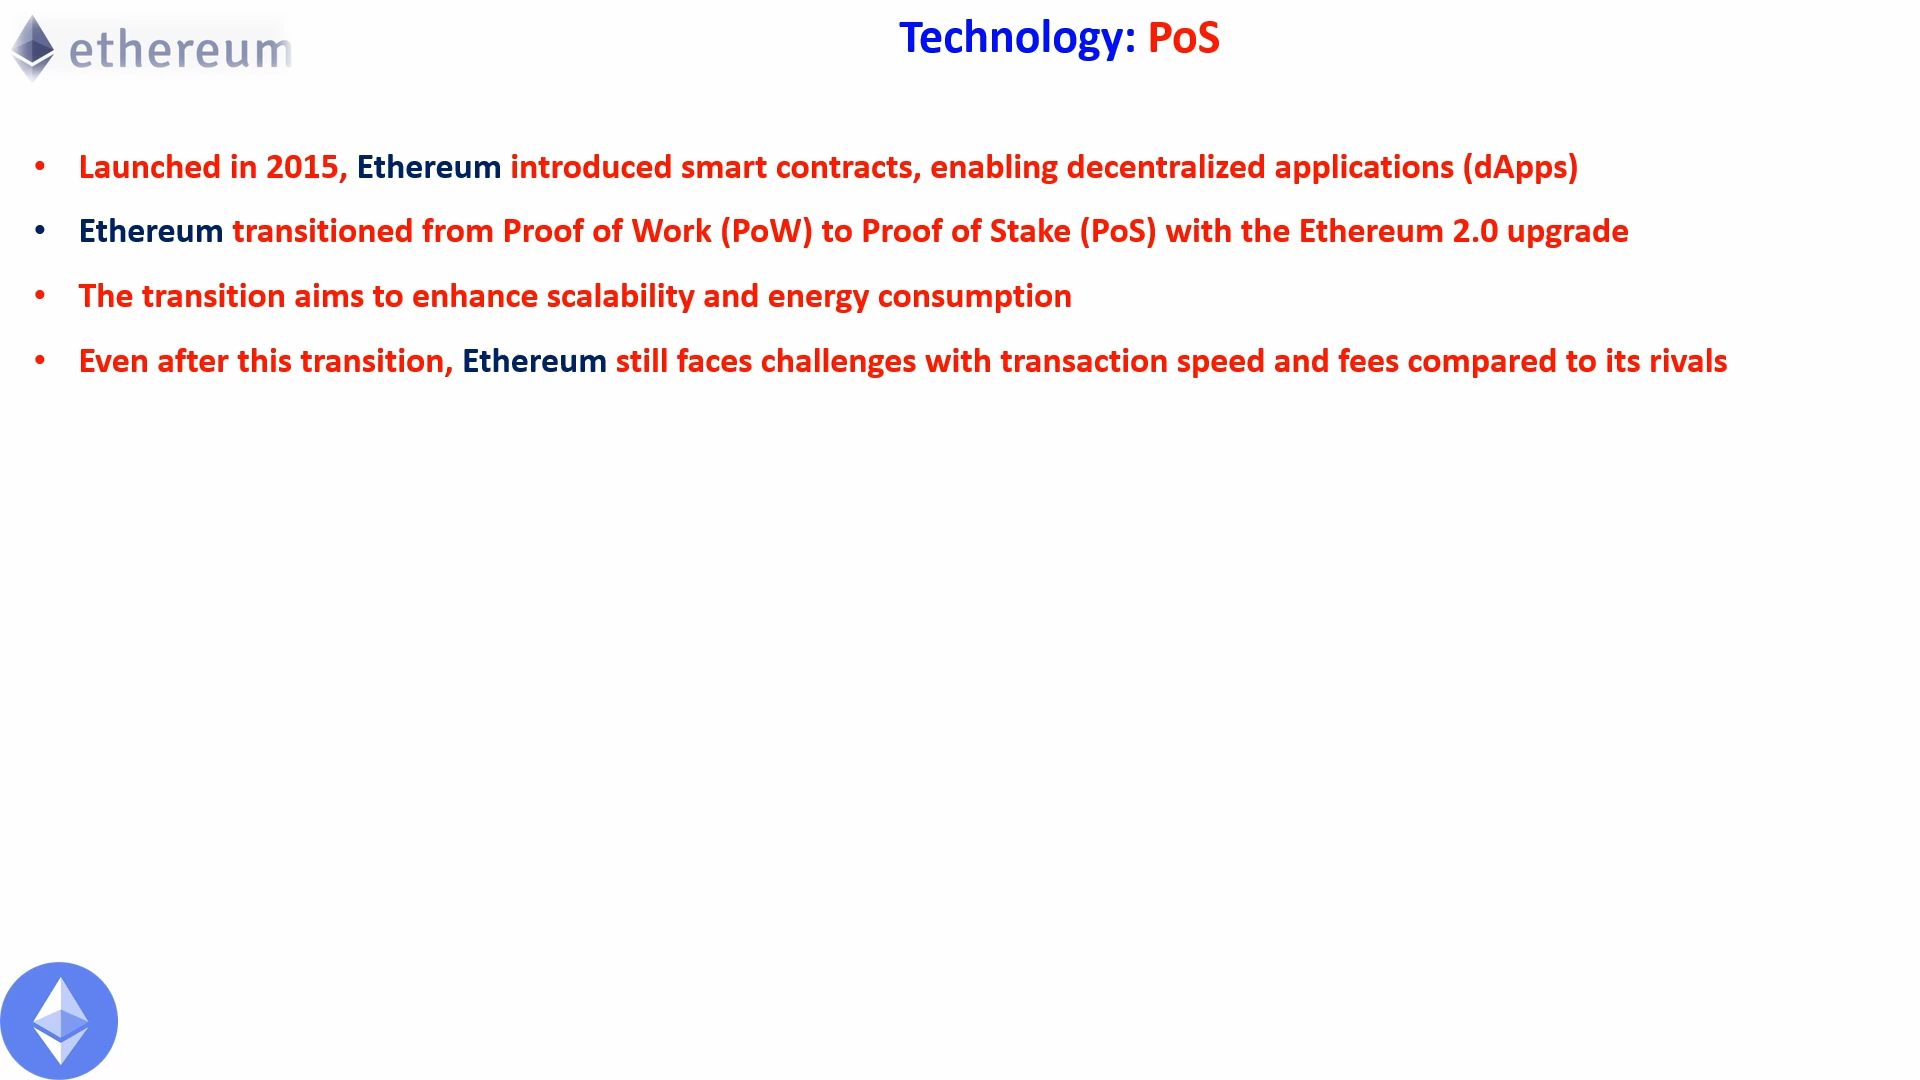 ethereum
Technology: PoS
• Launched in 2015, Ethereum introduced smart contracts, enabling decentralized applications (dApps)
• Ethereum transitioned from Proof of Work (PoW) to Proof of Stake (PoS) with the Ethereum 2.0 upgrade
• The transition aims to enhance scalability and energy consumption
• Even after this transition, Ethereum still faces challenges with transaction speed and fees compared to its rivals